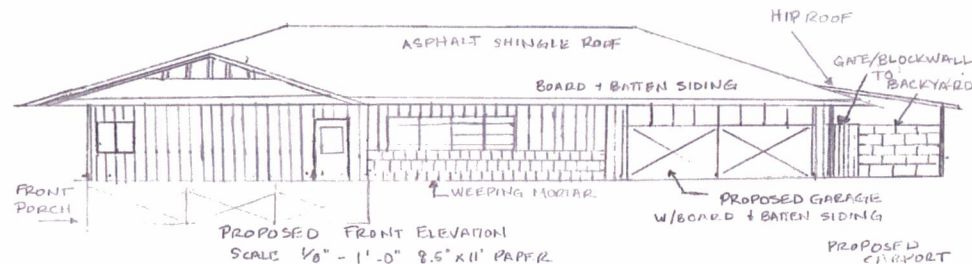 HIP ROOF
ASPHALT SHINGLE ROOF
GATE/BLOCKWALL
TO
BACKYARD
BOARD + BATTEN SIDING
FRONT
PORCH
WEEPING MORTAR
PROPOSED GARAGE
W/BOARD + BATTEN SIDING
PROPOSED FRONT ELEVATION
SCALE 1/8" - 1'-0" 8.5"x11" PAPER
PROPOSED
CARPORT